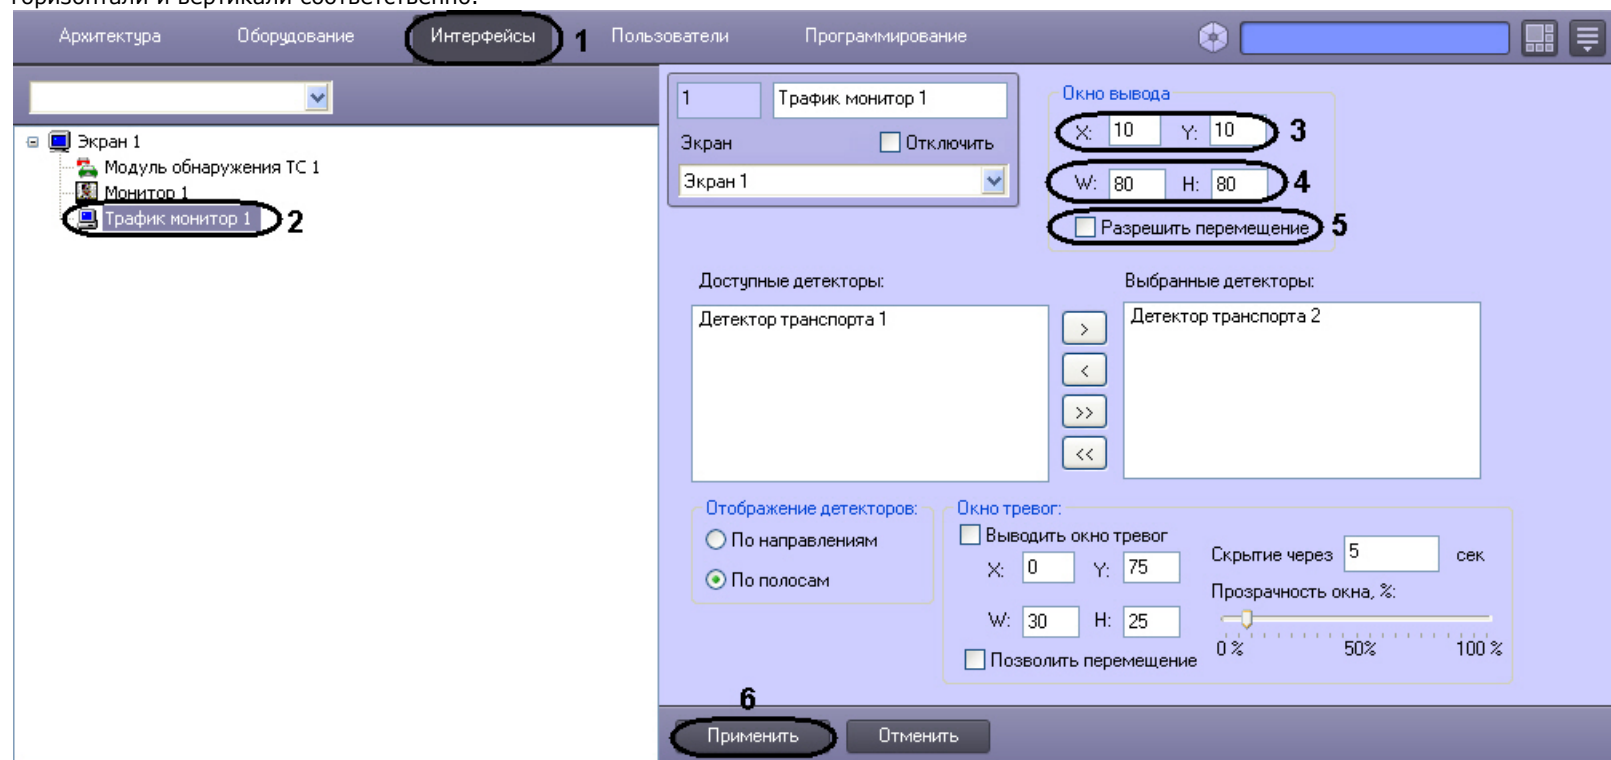 горизонтали и вертикали соответственно.
Архитектура Оборудование Интерфейсы 1 Пользователи Программирование
1 Трафик монитор 1
Экран Отключить
Экран 1
Окно вывода
X: 10 Y: 10 3
W: 80 H: 80 4
Разрешить перемещение 5
Экран 1
Модуль обнаружения ТС 1
Монитор 1
Трафик монитор 1 2
Доступные детекторы: Выбранные детекторы:
Детектор транспорта 1 > Детектор транспорта 2
<
>>
<<
Отображение детекторов:
По направлениям
По полосам
Окно тревог:
Выводить окно тревог
X: 0 Y: 75
W: 30 H: 25
Позволить перемещение
Скрытие через 5 сек
Прозрачность окна, %:
0 % 50% 100 %
6
Применить Отменить